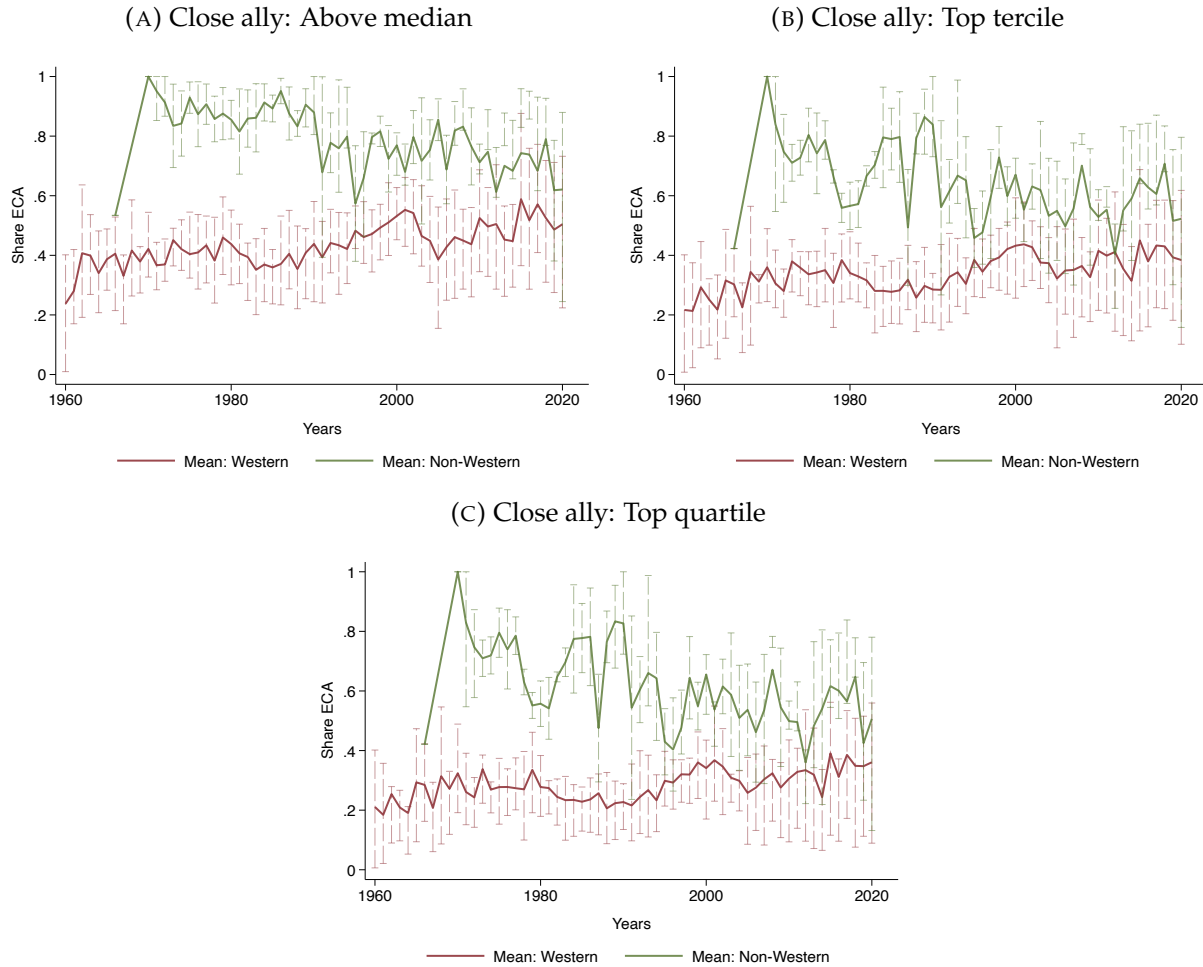 (A) Close ally: Above median
1
.8
.6
.4
.2
0
Share ECA
1960 1980 2000 2020
Years
Mean: Western Mean: Non-Western
(B) Close ally: Top tercile
1
.8
.6
.4
.2
0
Share ECA
1960 1980 2000 2020
Years
Mean: Western Mean: Non-Western
(C) Close ally: Top quartile
1
.8
.6
.4
.2
0
Share ECA
1960 1980 2000 2020
Years
Mean: Western Mean: Non-Western